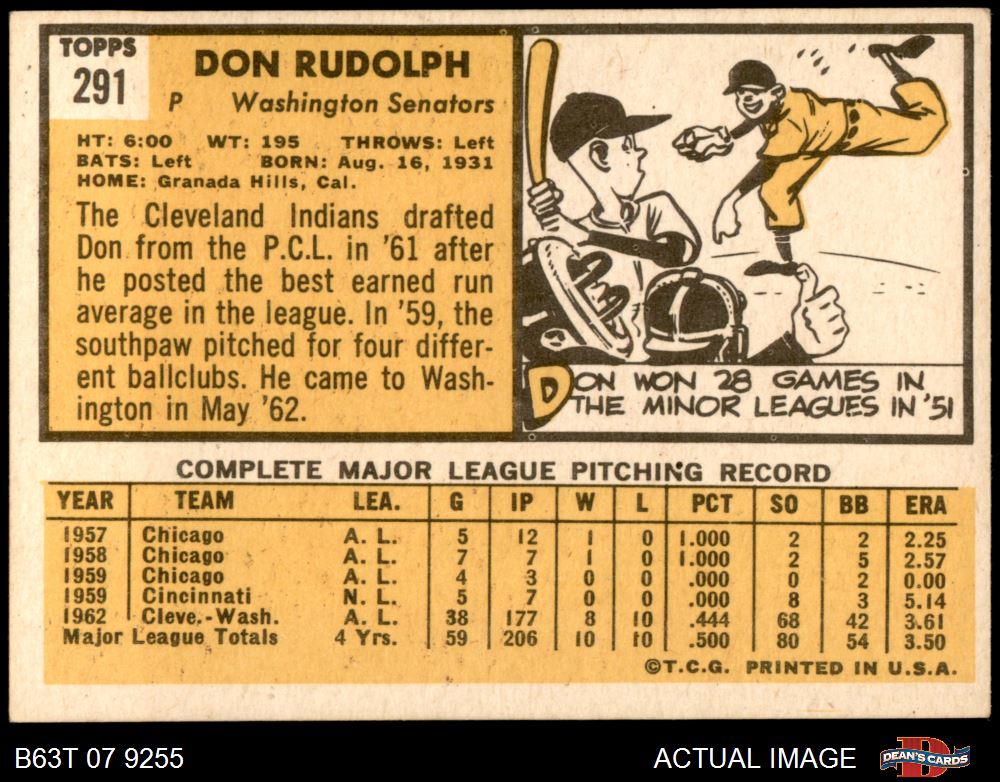 TOPPS
291
DON RUDOLPH
P Washington Senators
HT: 6:00 WT: 195 THROWS: Left
BATS: Left BORN: Aug. 16, 1931
HOME: Granada Hills, Cal.
The Cleveland Indians drafted
Don from the P.C.L. in '61 after
he posted the best earned run
average in the league. In '59, the
southpaw pitched for four differ-
ent ballclubs. He came to Wash-
ington in May '62.
DON WON 28 GAMES IN
THE MINOR LEAGUES IN '51
COMPLETE MAJOR LEAGUE PITCHING RECORD
YEAR TEAM LEA. G IP W L PCT SO BB ERA
1957 Chicago A. L. 5 12 1 0 1.000 2 2 2.25
1958 Chicago A. L. 7 7 1 0 1.000 2 5 2.57
1959 Chicago A. L. 4 3 0 0 .000 0 2 0.00
1959 Cincinnati N. L. 5 7 0 0 .000 8 3 5.14
1962 Cleve.-Wash. A. L. 38 177 8 10 .444 68 42 3.61
Major League Totals 4 Yrs. 59 206 10 10 .500 80 54 3.50
©T.C.G. PRINTED IN U.S.A.
B63T 07 9255 ACTUAL IMAGE DEAN'S CARDS